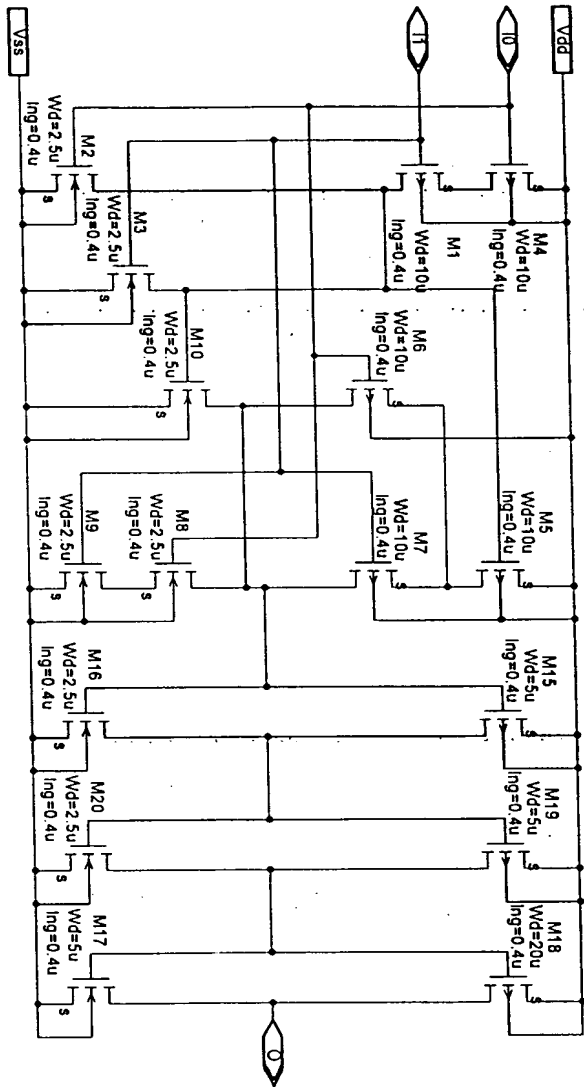 Vdd
I0
I1
Vss
M4
Wd=10u
lng=0.4u
M1
Wd=10u
lng=0.4u
s
s
M2
Wd=2.5u
lng=0.4u
s
M3
Wd=2.5u
lng=0.4u
s
M6
Wd=10u
lng=0.4u
s
M10
Wd=2.5u
lng=0.4u
s
M5
Wd=10u
lng=0.4u
s
M7
Wd=10u
lng=0.4u
s
M8
Wd=2.5u
lng=0.4u
s
M9
Wd=2.5u
lng=0.4u
s
M15
Wd=5u
lng=0.4u
s
M16
Wd=2.5u
lng=0.4u
s
M19
Wd=5u
lng=0.4u
s
M20
Wd=2.5u
lng=0.4u
s
M18
Wd=20u
lng=0.4u
s
M17
Wd=5u
lng=0.4u
s
O